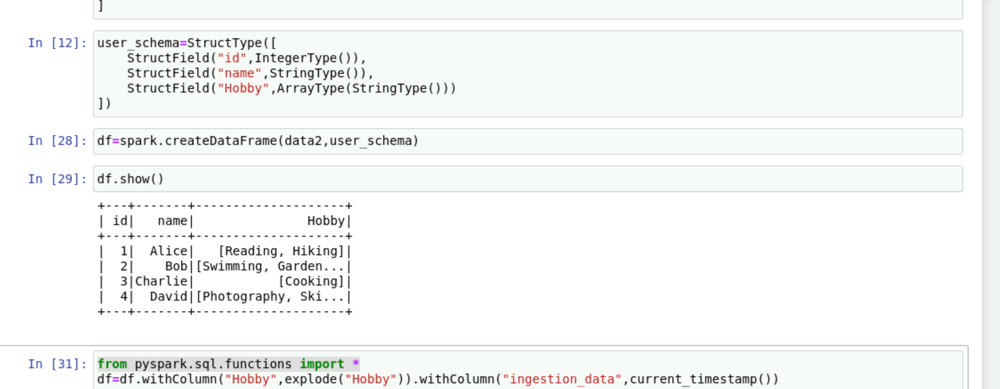 ]
In [12]: user_schema=StructType([
    StructField("id",IntegerType()),
    StructField("name",StringType()),
    StructField("Hobby",ArrayType(StringType()))
])
In [28]: df=spark.createDataFrame(data2,user_schema)
In [29]: df.show()
+---+-------+--------------------+
| id|   name|               Hobby|
+---+-------+--------------------+
|  1|  Alice|   [Reading, Hiking]|
|  2|    Bob|[Swimming, Garden...|
|  3|Charlie|           [Cooking]|
|  4|  David|[Photography, Ski...|
+---+-------+--------------------+
In [31]: from pyspark.sql.functions import *
df=df.withColumn("Hobby",explode("Hobby")).withColumn("ingestion_data",current_timestamp())